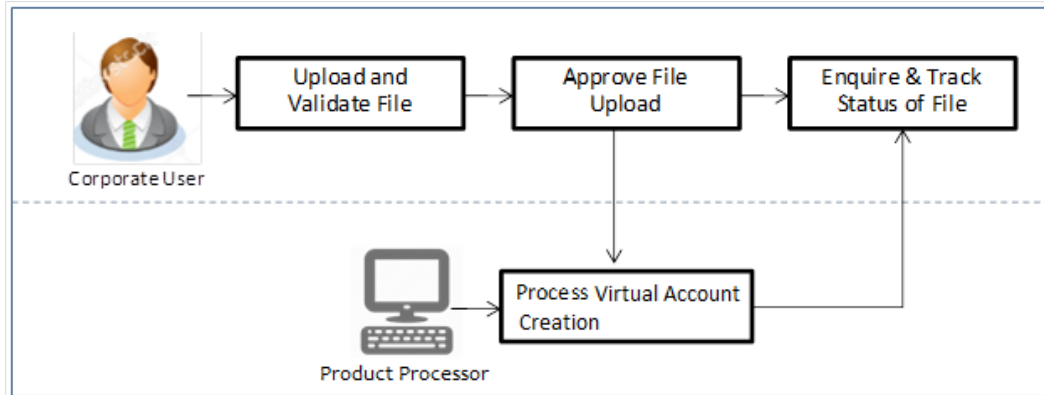 Upload and
Validate File
Approve File
Upload
Enquire & Track
Status of File
Corporate User
Process Virtual Account
Creation
Product Processor